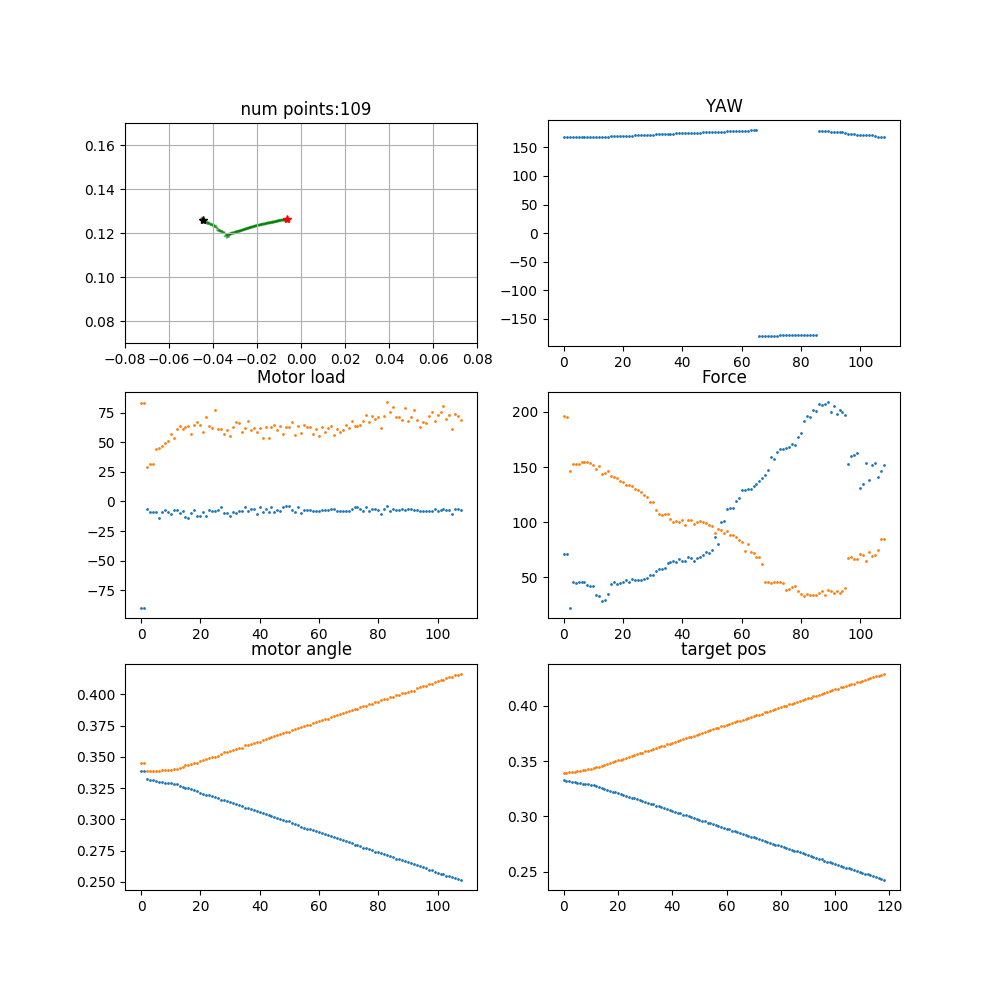 num points:109
0.16
0.14
0.12
0.10
0.08
−0.08 −0.06 −0.04 −0.02 0.00 0.02 0.04 0.06 0.08
YAW
150
100
50
0
−50
−100
−150
0 20 40 60 80 100
Motor load
75
50
25
0
−25
−50
−75
0 20 40 60 80 100
Force
200
150
100
50
0 20 40 60 80 100
motor angle
0.400
0.375
0.350
0.325
0.300
0.275
0.250
0 20 40 60 80 100
target pos
0.40
0.35
0.30
0.25
0 20 40 60 80 100 120